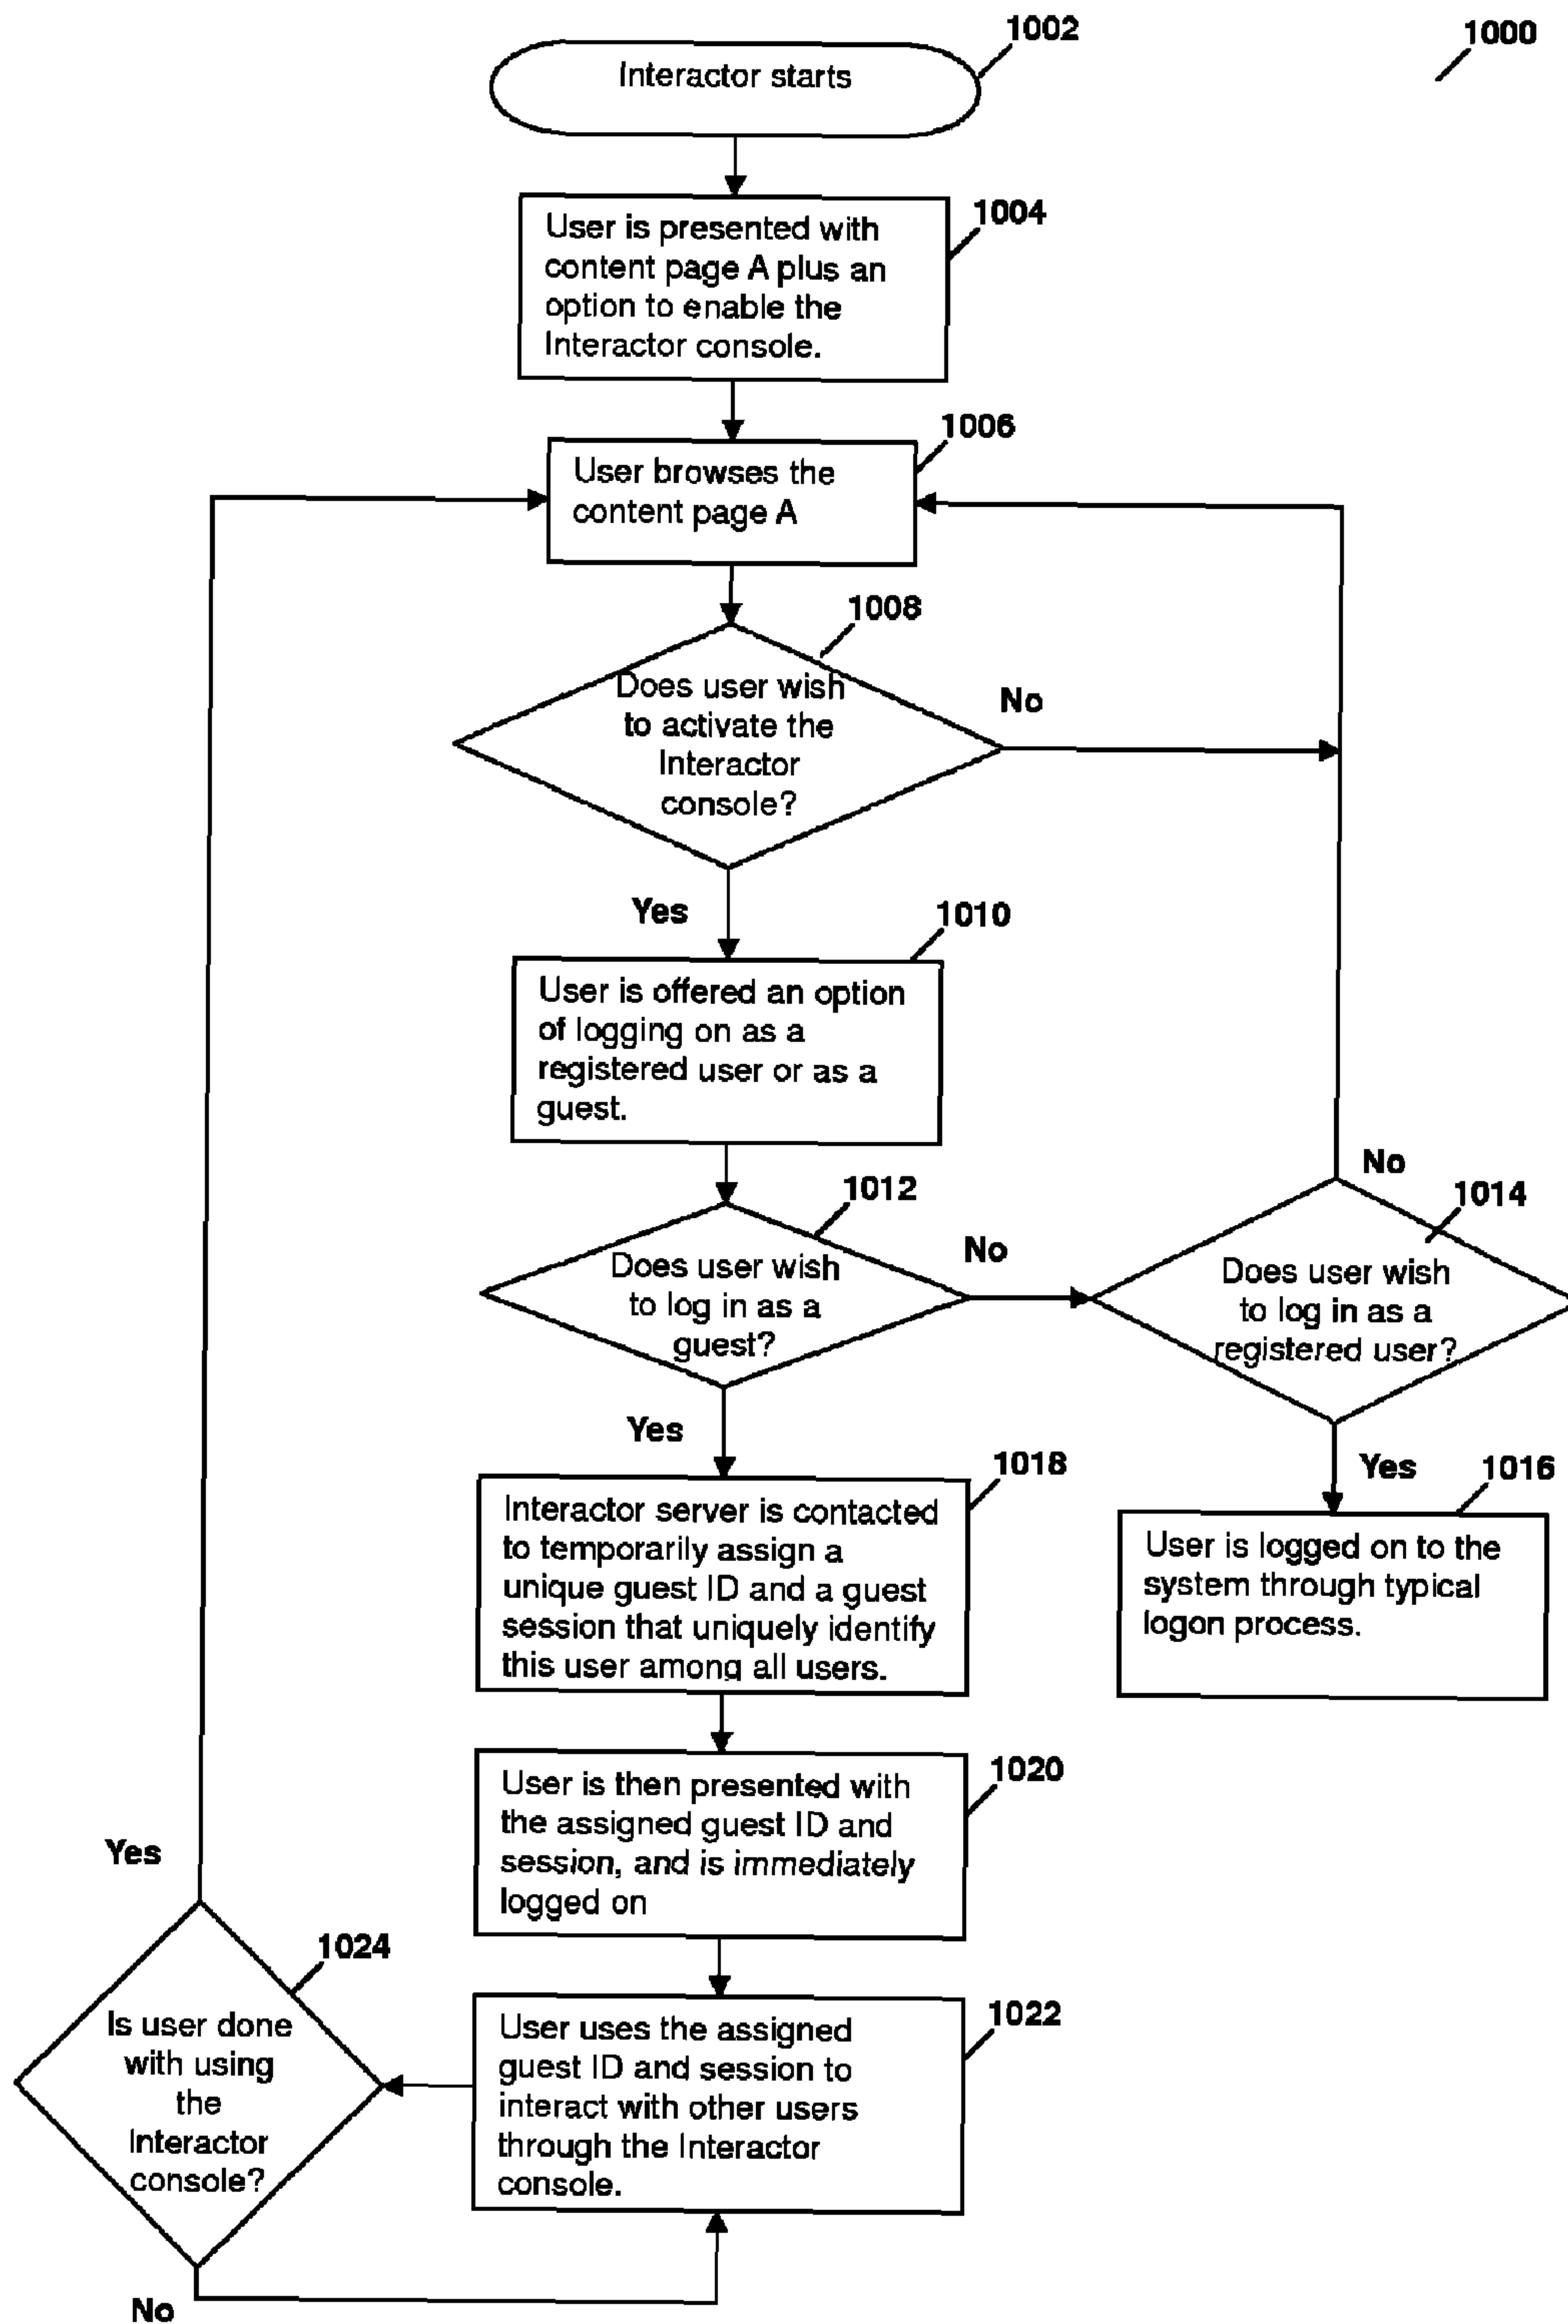 1002
1000
Interactor starts
1004
User is presented with
content page A plus an
option to enable the
Interactor console.
1006
User browses the
content page A
1008
Does user wish
to activate the
Interactor
console?
No
Yes
1010
User is offered an option
of logging on as a
registered user or as a
guest.
1012
Does user wish
to log in as a
guest?
No
No
1014
Does user wish
to log in as a
registered user?
Yes
Yes
1016
User is logged on to the
system through typical
logon process.
1018
Interactor server is contacted
to temporarily assign a
unique guest ID and a guest
session that uniquely identify
this user among all users.
1020
User is then presented with
the assigned guest ID and
session, and is immediately
logged on
1022
User uses the assigned
guest ID and session to
interact with other users
through the Interactor
console.
Yes
1024
Is user done
with using
the
Interactor
console?
No